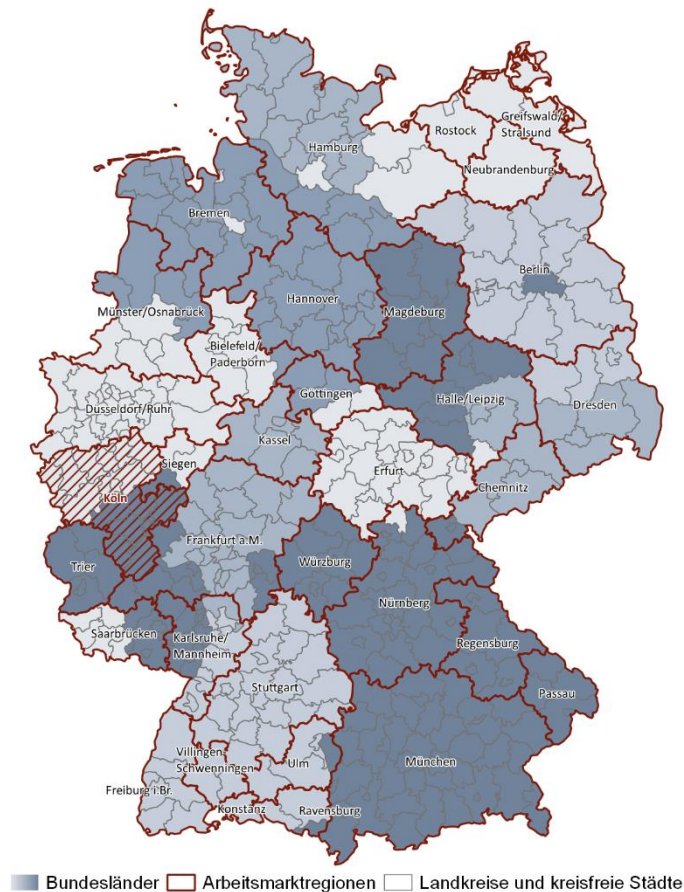 Greifswald/
Rostock
Stralsund
Hamburg
Neubrandenburg
Bremen
Berlin
Hannover
Münster/Osnabrück
Magdeburg
Bielefeld/
Paderborn
Göttingen
Halle/Leipzig
Düsseldorf/Ruhr
Dresden
Kassel
Siegen
Erfurt
Köln
Chemnitz
Frankfurt a.M.
Trier
Würzburg
Nürnberg
Saarbrücken
Karlsruhe/
Mannheim
Regensburg
Stuttgart
Passau
Villingen-
Schwenningen
Ulm
München
Freiburg i.Br.
Konstanz
Ravensburg
Bundesländer Arbeitsmarktregionen Landkreise und kreisfreie Städte